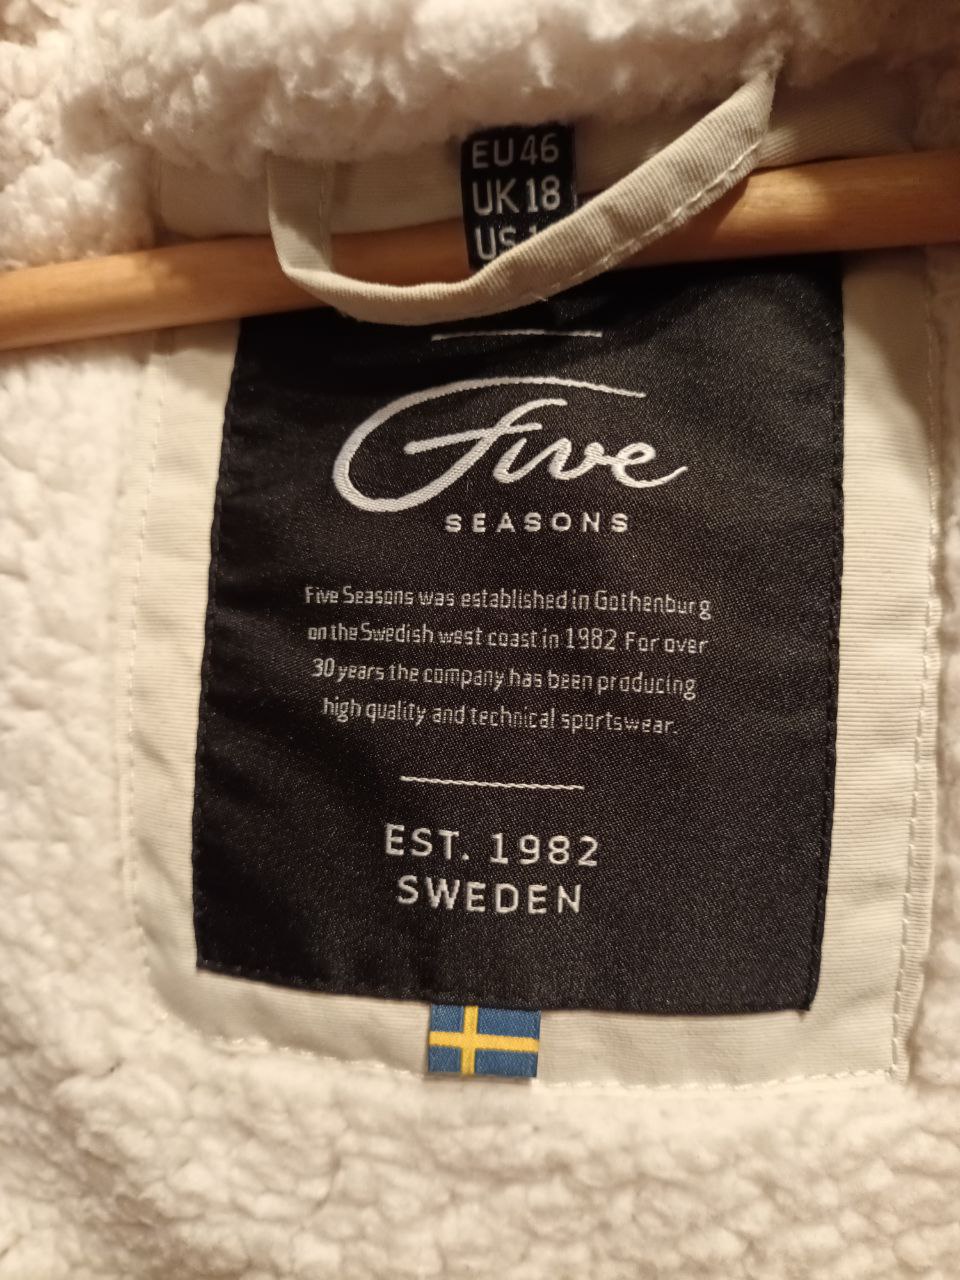 EU 46
UK 18
US
Five
SEASONS
Five Seasons was established in Gothenburg
on the Swedish west coast in 1982 For over
30 years the company has been producing
high quality and technical sportswear.
EST. 1982
SWEDEN